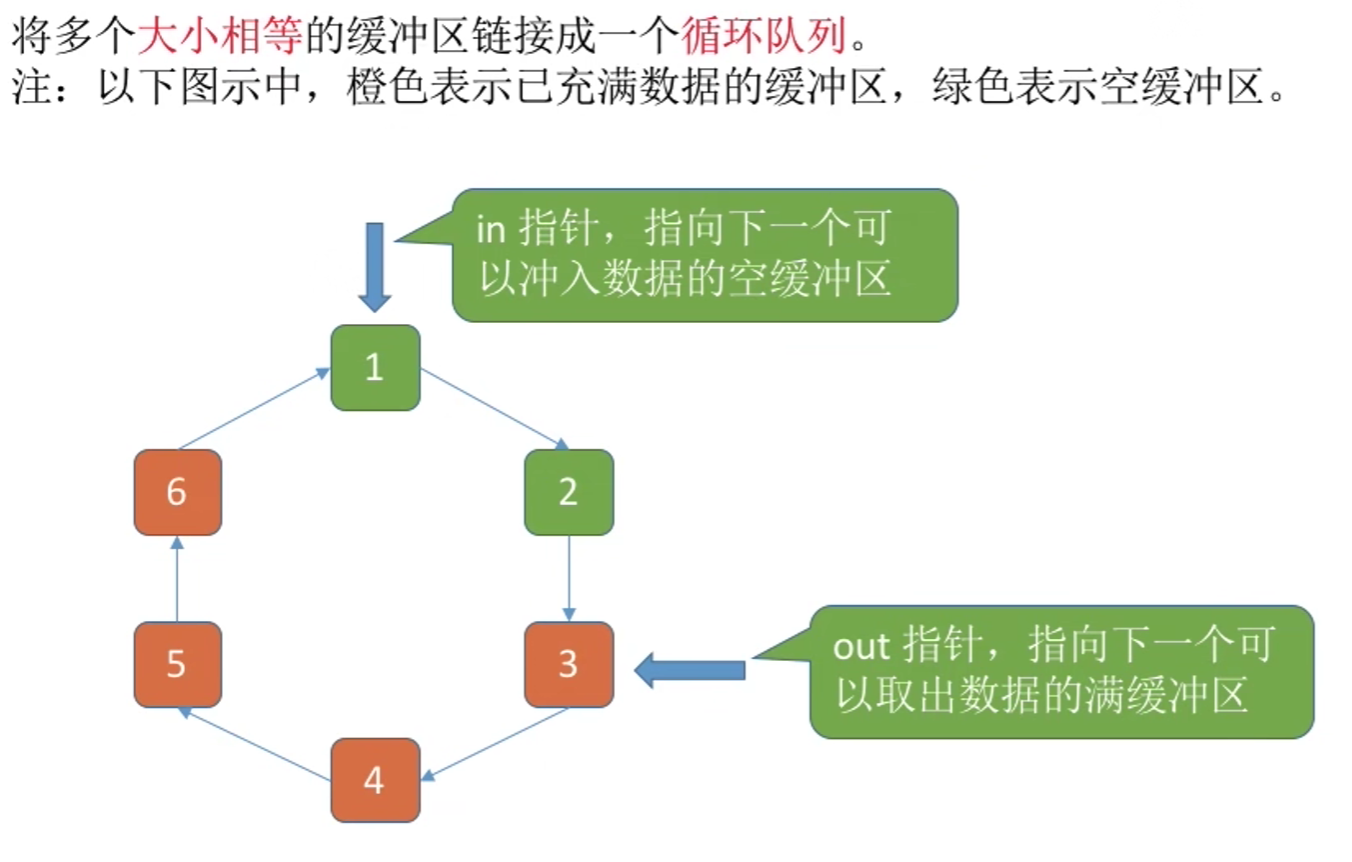 将多个大小相等的缓冲区链接成一个循环队列。
注：以下图示中，橙色表示已充满数据的缓冲区，绿色表示空缓冲区。
in 指针，指向下一个可
以冲入数据的空缓冲区
1
6
2
5
3
out 指针，指向下一个可
以取出数据的满缓冲区
4